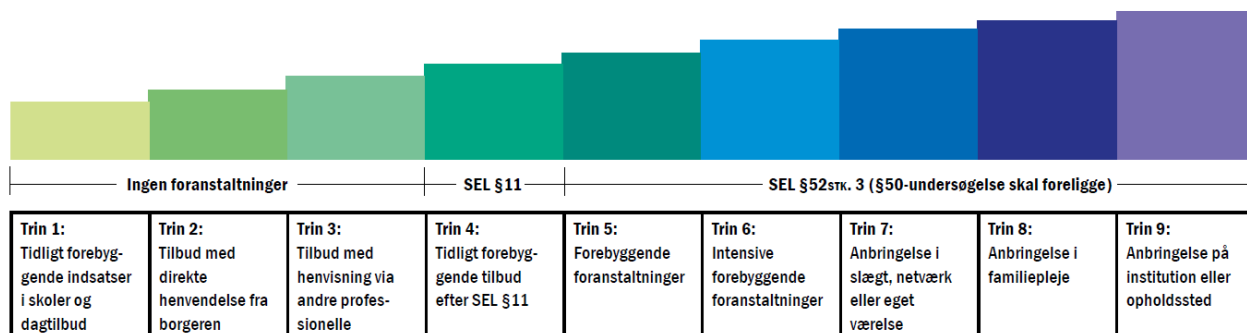 Ingen foranstaltninger
SEL §11
SEL §52STK. 3 (§50-undersøgelse skal foreligge)
Trin 1:
Tidligt forebyg-
gende indsatser
i skoler og
dagtilbud
Trin 2:
Tilbud med
direkte
henvendelse fra
borgeren
Trin 3:
Tilbud med
henvisning via
andre profes-
sionelle
Trin 4:
Tidligt forebyg-
gende tilbud
efter SEL §11
Trin 5:
Forebyggende
foranstaltninger
Trin 6:
Intensive
forebyggende
foranstaltninger
Trin 7:
Anbringelse i
slægt, netværk
eller eget
værelse
Trin 8:
Anbringelse i
familiepleje
Trin 9:
Anbringelse på
institution eller
opholdssted